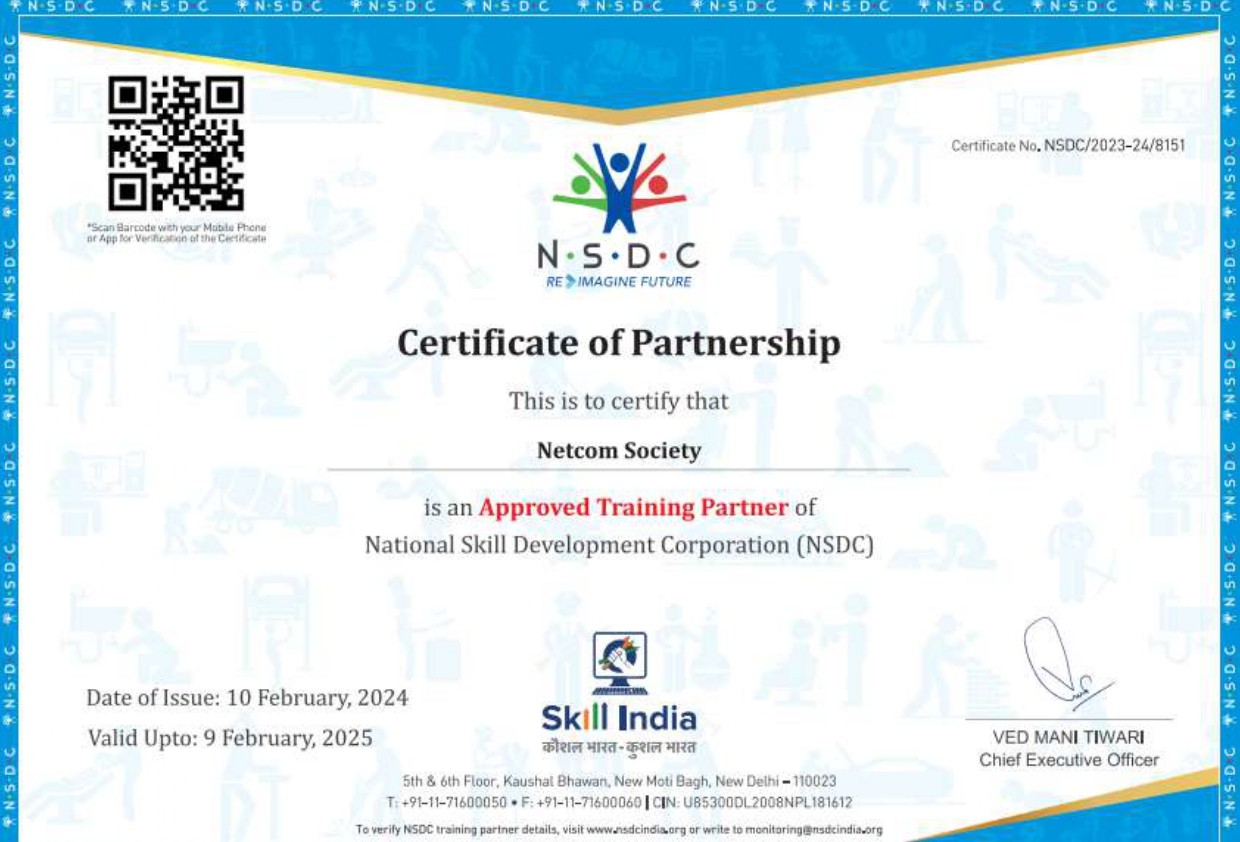 N·S·D·C N·S·D·C N·S·D·C N·S·D·C N·S·D·C N·S·D·C N·S·D·C N·S·D·C N·S·D·C N·S·D·C N·S·D·C
Certificate No. NSDC/2023-24/8151
*Scan Barcode with your Mobile Phone
or App for Verification of the Certificate
N·S·D·C
RE IMAGINE FUTURE
Certificate of Partnership
This is to certify that
Netcom Society
is an Approved Training Partner of
National Skill Development Corporation (NSDC)
Date of Issue: 10 February, 2024
Valid Upto: 9 February, 2025
Skill India
कौशल भारत-कुशल भारत
VED MANI TIWARI
Chief Executive Officer
5th & 6th Floor, Kaushal Bhawan, New Moti Bagh, New Delhi – 110023
T: +91-11-71600050 • F: +91-11-71600060 | CIN: U85300DL2008NPL181612
To verify NSDC training partner details, visit www.nsdcindia.org or write to monitoring@nsdcindia.org